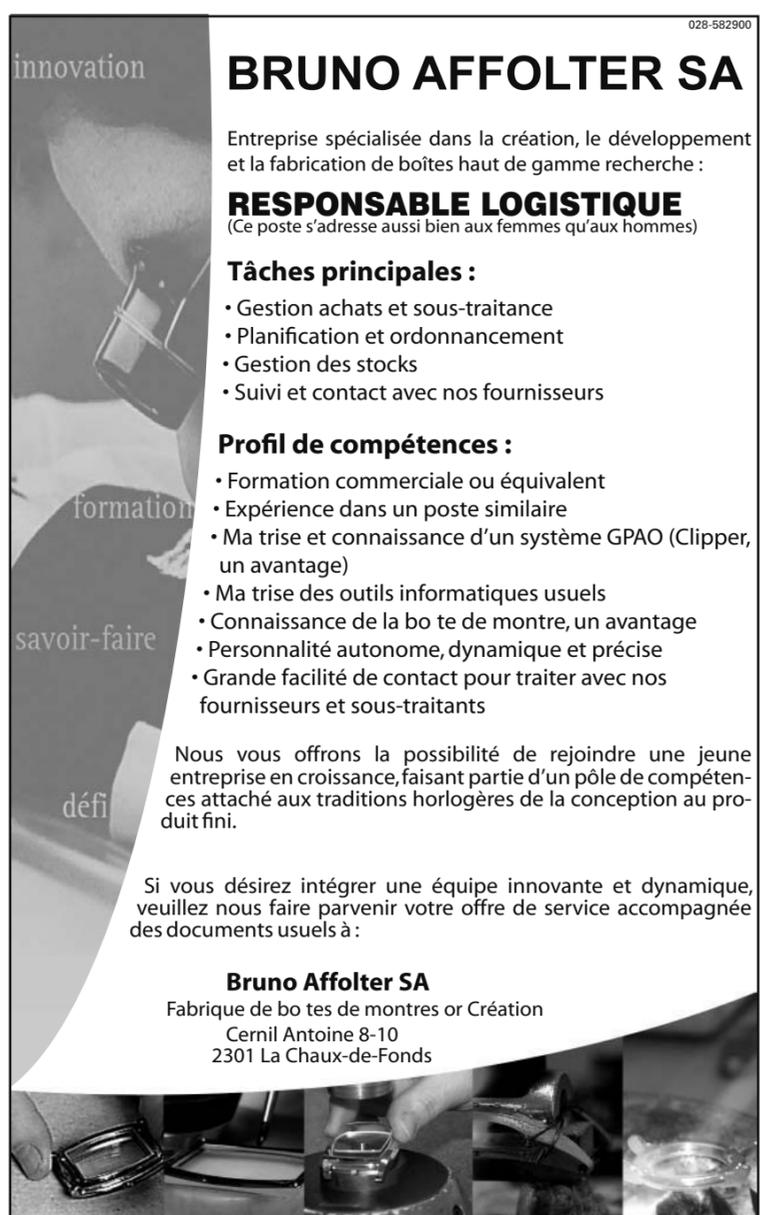 028-582900
innovation
BRUNO AFFOLTER SA
Entreprise spécialisée dans la création, le développement
et la fabrication de boîtes haut de gamme recherche :
RESPONSABLE LOGISTIQUE
(Ce poste s’adresse aussi bien aux femmes qu’aux hommes)
Tâches principales :
• Gestion achats et sous-traitance
• Planification et ordonnancement
• Gestion des stocks
• Suivi et contact avec nos fournisseurs
Profil de compétences :
• Formation commerciale ou équivalent
formation
• Expérience dans un poste similaire
• Ma trise et connaissance d’un système GPAO (Clipper,
un avantage)
• Ma trise des outils informatiques usuels
• Connaissance de la bo te de montre, un avantage
savoir-faire
• Personnalité autonome, dynamique et précise
• Grande facilité de contact pour traiter avec nos
fournisseurs et sous-traitants
Nous vous offrons la possibilité de rejoindre une jeune
entreprise en croissance, faisant partie d’un pôle de compéten-
ces attaché aux traditions horlogères de la conception au pro-
défi
duit fini.
Si vous désirez intégrer une équipe innovante et dynamique,
veuillez nous faire parvenir votre offre de service accompagnée
des documents usuels à :
Bruno Affolter SA
Fabrique de bo tes de montres or Création
Cernil Antoine 8-10
2301 La Chaux-de-Fonds